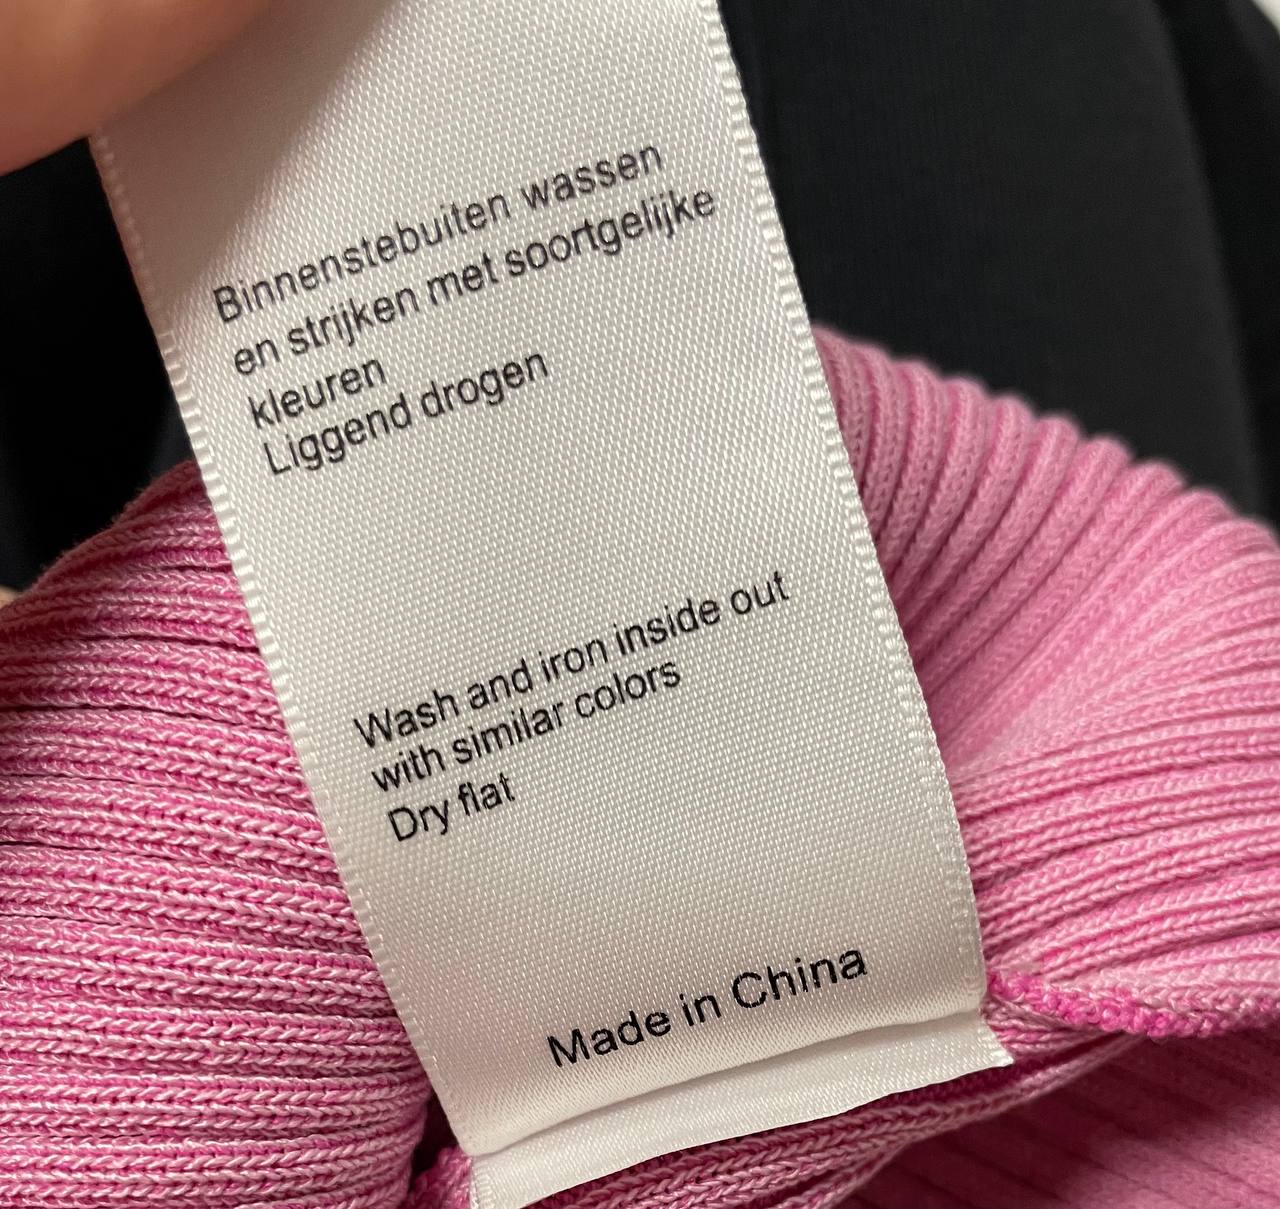 Binnenstebuiten wassen
en strijken met soortgelijke
kleuren
Liggend drogen
Wash and iron inside out
with similar colors
Dry flat
Made in China